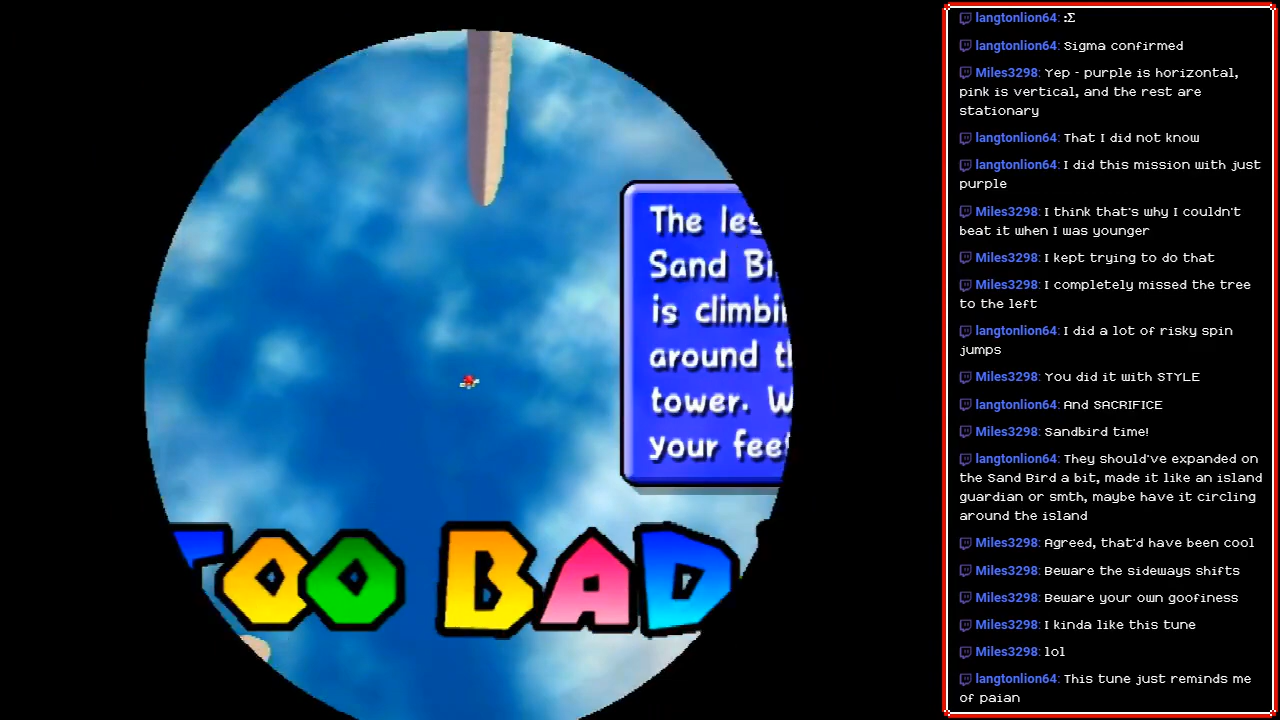 The les
Sand Bi
is climbi
around t
tower. W
your fee
TOO BAD
langtonlion64: :Σ
langtonlion64: Sigma confirmed
Miles3298: Yep - purple is horizontal,
pink is vertical, and the rest are
stationary
langtonlion64: That I did not know
langtonlion64: I did this mission with just
purple
Miles3298: I think that's why I couldn't
beat it when I was younger
Miles3298: I kept trying to do that
Miles3298: I completely missed the tree
to the left
langtonlion64: I did a lot of risky spin
jumps
Miles3298: You did it with STYLE
langtonlion64: And SACRIFICE
Miles3298: Sandbird time!
langtonlion64: They should've expanded on
the Sand Bird a bit, made it like an island
guardian or smth, maybe have it circling
around the island
Miles3298: Agreed, that'd have been cool
Miles3298: Beware the sideways shifts
Miles3298: Beware your own goofiness
Miles3298: I kinda like this tune
Miles3298: lol
langtonlion64: This tune just reminds me
of paian